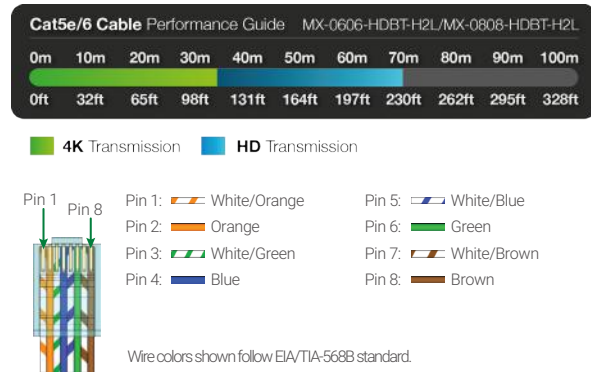 Cat5e/6 Cable Performance Guide MX-0606-HDBT-H2L/MX-0808-HDBT-H2L
0m 10m 20m 30m 40m 50m 60m 70m 80m 90m 100m
0ft 32ft 65ft 98ft 131ft 164ft 197ft 230ft 262ft 295ft 328ft
4K Transmission HD Transmission
Pin 1 Pin 8
Pin 1: White/Orange
Pin 2: Orange
Pin 3: White/Green
Pin 4: Blue
Pin 5: White/Blue
Pin 6: Green
Pin 7: White/Brown
Pin 8: Brown
Wire colors shown follow EIA/TIA-568B standard.